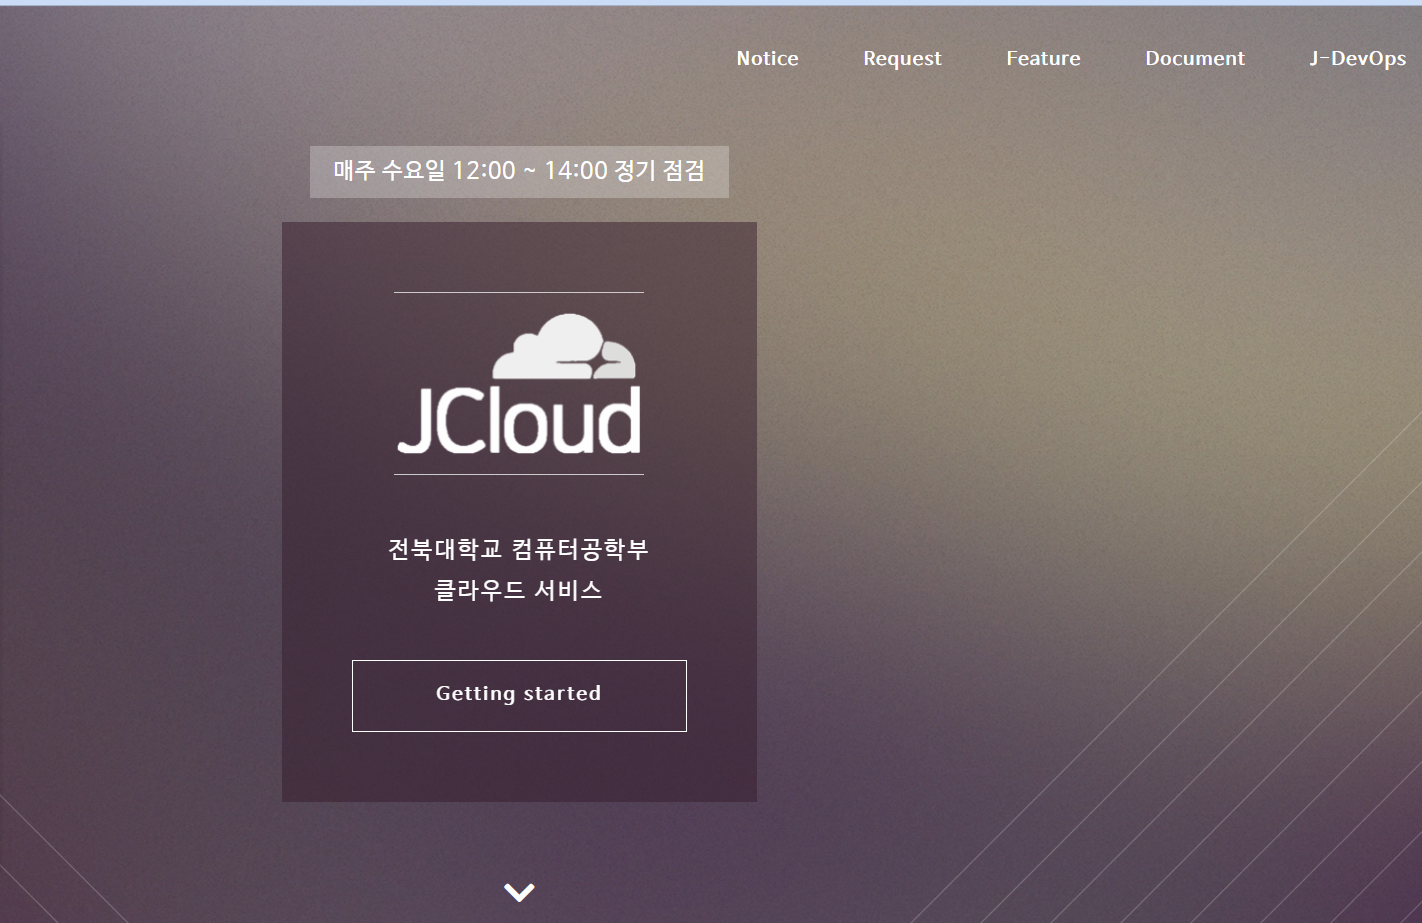 Notice Request Feature Document J-DevOps
매주 수요일 12:00 ~ 14:00 정기 점검
JCloud
전북대학교 컴퓨터공학부
클라우드 서비스
Getting started